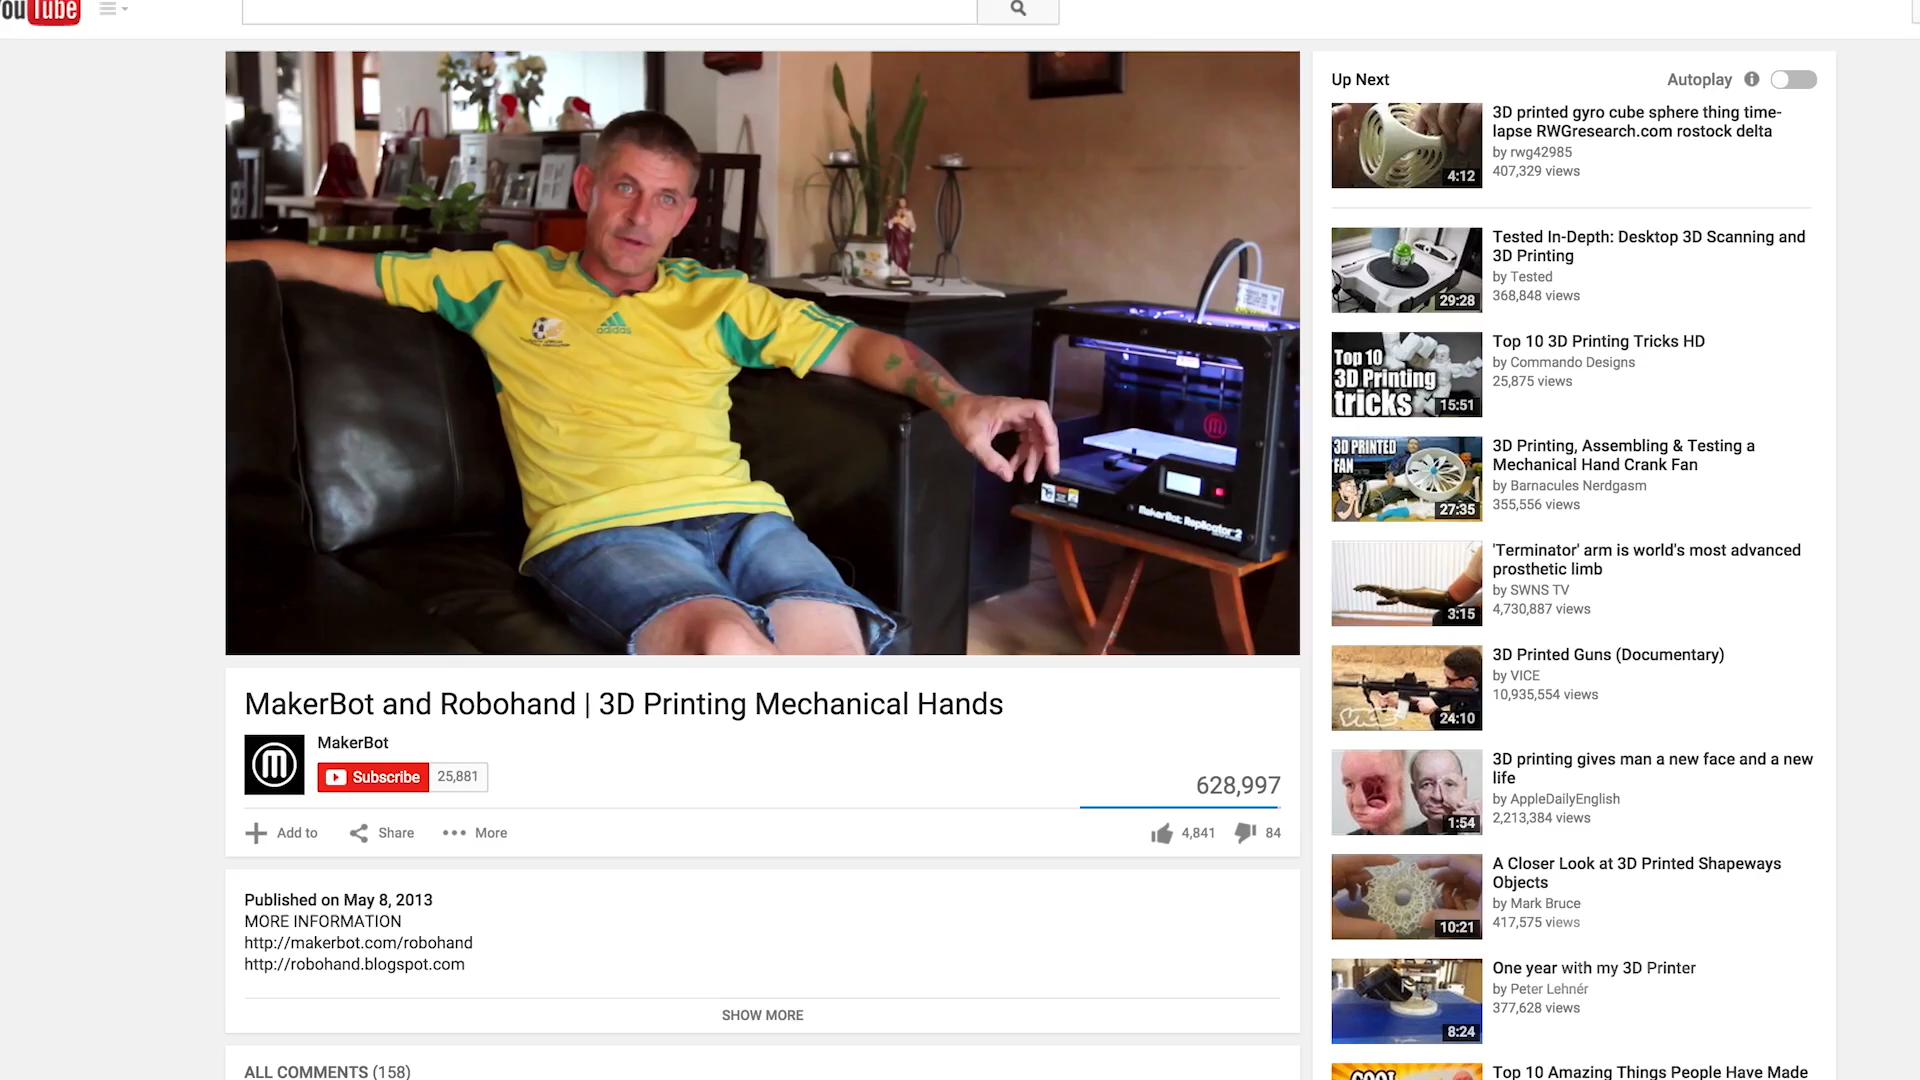 You Tube
adidas
MakerBot Replicator 2
MakerBot and Robohand | 3D Printing Mechanical Hands
MakerBot
Subscribe 25,881
628,997
Add to Share More 4,841 84
Published on May 8, 2013
MORE INFORMATION
http://makerbot.com/robohand
http://robohand.blogspot.com
SHOW MORE
ALL COMMENTS (158)
Up Next Autoplay
4:12
3D printed gyro cube sphere thing time-
lapse RWGresearch.com rostock delta
by rwg42985
407,329 views
29:28
Tested In-Depth: Desktop 3D Scanning and
3D Printing
by Tested
368,848 views
Top 10
3D Printing
tricks
15:51
Top 10 3D Printing Tricks HD
by Commando Designs
25,875 views
3D PRINTED
FAN
27:35
3D Printing, Assembling & Testing a
Mechanical Hand Crank Fan
by Barnacules Nerdgasm
355,556 views
3:15
'Terminator' arm is world's most advanced
prosthetic limb
by SWNS TV
4,730,887 views
VICE
24:10
3D Printed Guns (Documentary)
by VICE
10,935,554 views
1:54
3D printing gives man a new face and a new
life
by AppleDailyEnglish
2,213,384 views
10:21
A Closer Look at 3D Printed Shapeways
Objects
by Mark Bruce
417,575 views
8:24
One year with my 3D Printer
by Peter Lehnér
377,628 views
Top 10 Amazing Things People Have Made